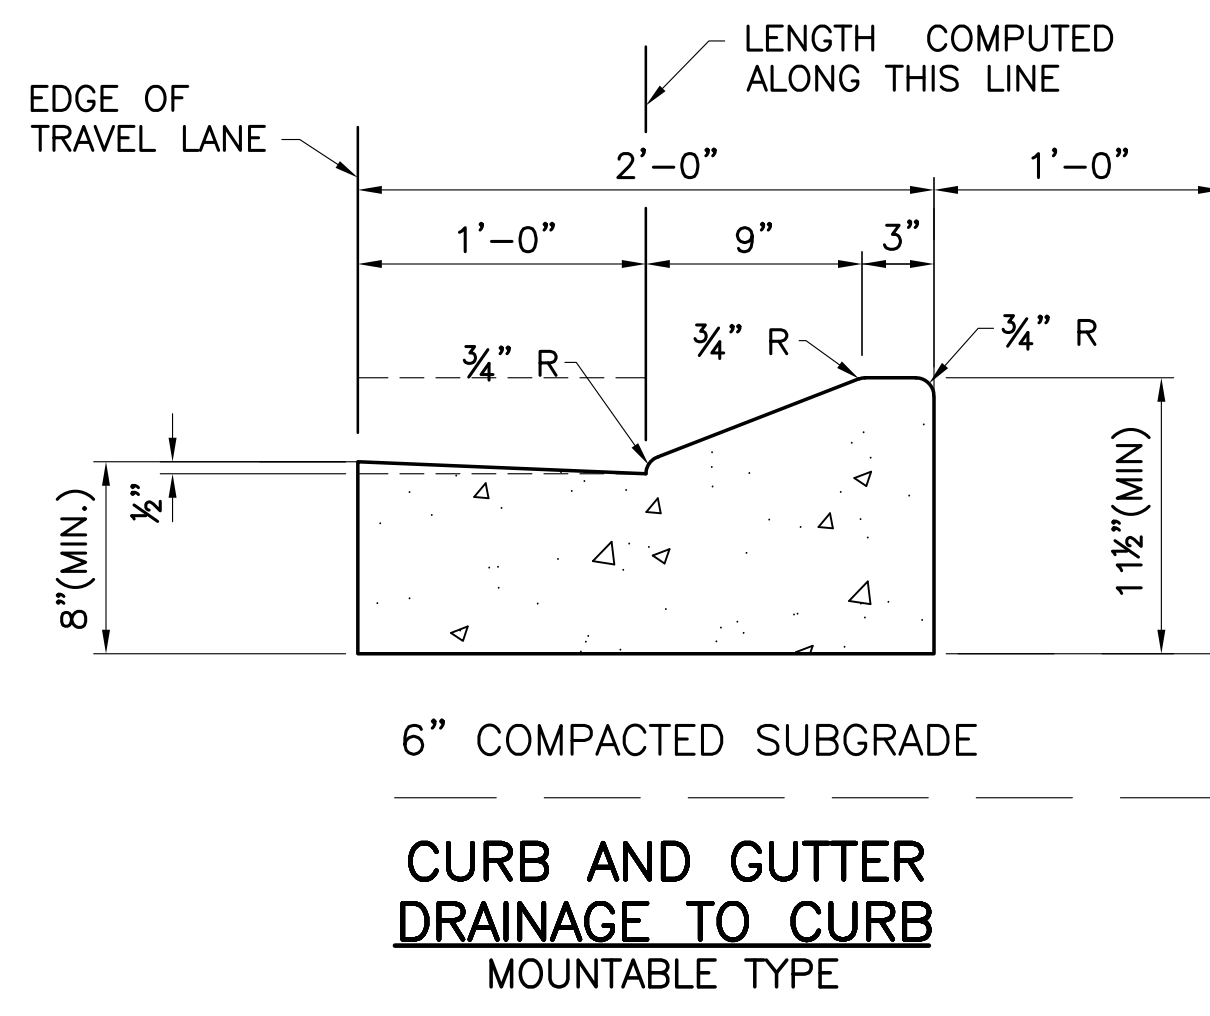 LENGTH COMPUTED
ALONG THIS LINE
EDGE OF
TRAVEL LANE
2’-0”
1’-0”
1’-0”
9”
3”
¾” R
¾” R
¾” R
½”
8”(MIN.)
11½”(MIN)
6” COMPACTED SUBGRADE
CURB AND GUTTER
DRAINAGE TO CURB
MOUNTABLE TYPE